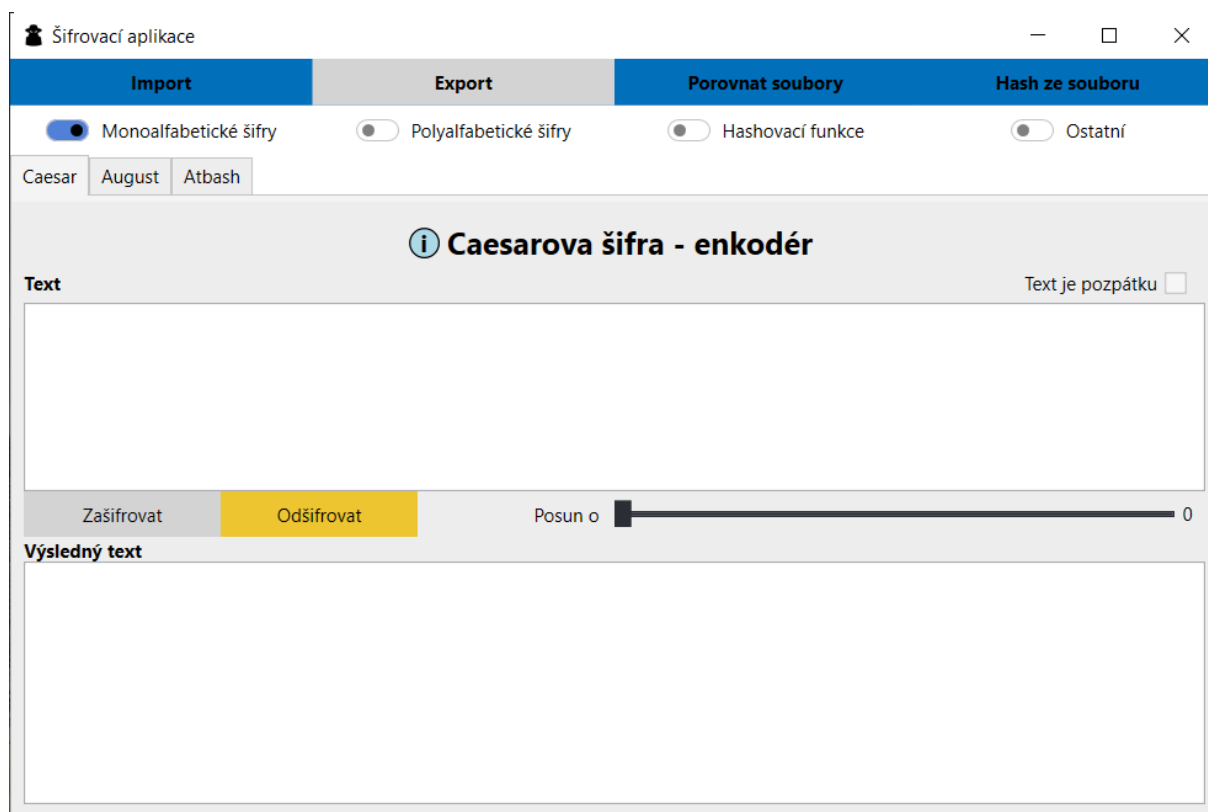 Šifrovací aplikace
Import Export Porovnat soubory Hash ze souboru
Monoalfabetické šifry Polyalfabetické šifry Hashovací funkce Ostatní
Caesar August Atbash
i Caesarova šifra - enkodér
Text Text je pozpátku
Zašifrovat Odšifrovat Posun o 0
Výsledný text